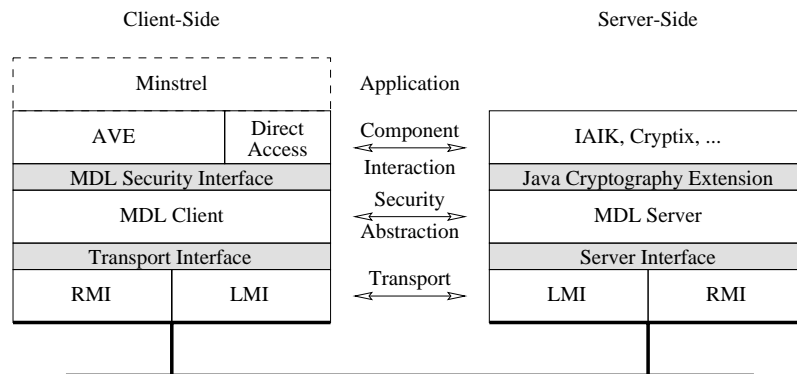 Client-Side
Server-Side
Minstrel
Application
AVE
Direct
Access
Component
Interaction
IAIK, Cryptix, ...
MDL Security Interface
Java Cryptography Extension
MDL Client
Security
Abstraction
MDL Server
Transport Interface
Server Interface
RMI
LMI
Transport
LMI
RMI